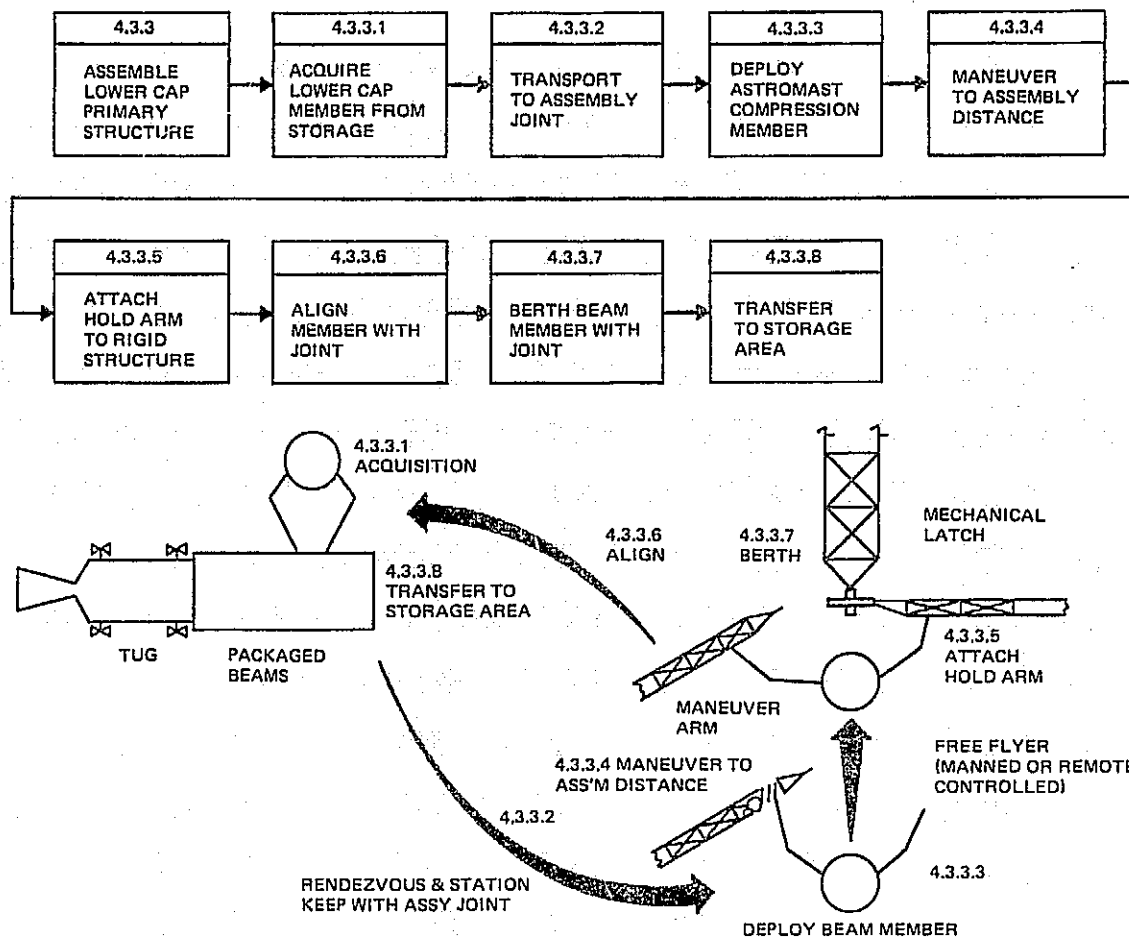 4.3.3
ASSEMBLE
LOWER CAP
PRIMARY
STRUCTURE
4.3.3.1
ACQUIRE
LOWER CAP
MEMBER FROM
STORAGE
4.3.3.2
TRANSPORT
TO ASSEMBLY
JOINT
4.3.3.3
DEPLOY
ASTROMAST
COMPRESSION
MEMBER
4.3.3.4
MANEUVER
TO ASSEMBLY
DISTANCE
4.3.3.5
ATTACH
HOLD ARM
TO RIGID
STRUCTURE
4.3.3.6
ALIGN
MEMBER WITH
JOINT
4.3.3.7
BERTH BEAM
MEMBER WITH
JOINT
4.3.3.8
TRANSFER
TO STORAGE
AREA
4.3.3.1
ACQUISITION
4.3.3.6
ALIGN
4.3.3.7
BERTH
MECHANICAL
LATCH
4.3.3.8
TRANSFER TO
STORAGE AREA
TUG
PACKAGED
BEAMS
4.3.3.5
ATTACH
HOLD ARM
MANEUVER
ARM
4.3.3.4 MANEUVER TO
ASS'M DISTANCE
FREE FLYER
(MANNED OR REMOTE
CONTROLLED)
4.3.3.2
RENDEZVOUS & STATION
KEEP WITH ASSY JOINT
4.3.3.3
DEPLOY BEAM MEMBER